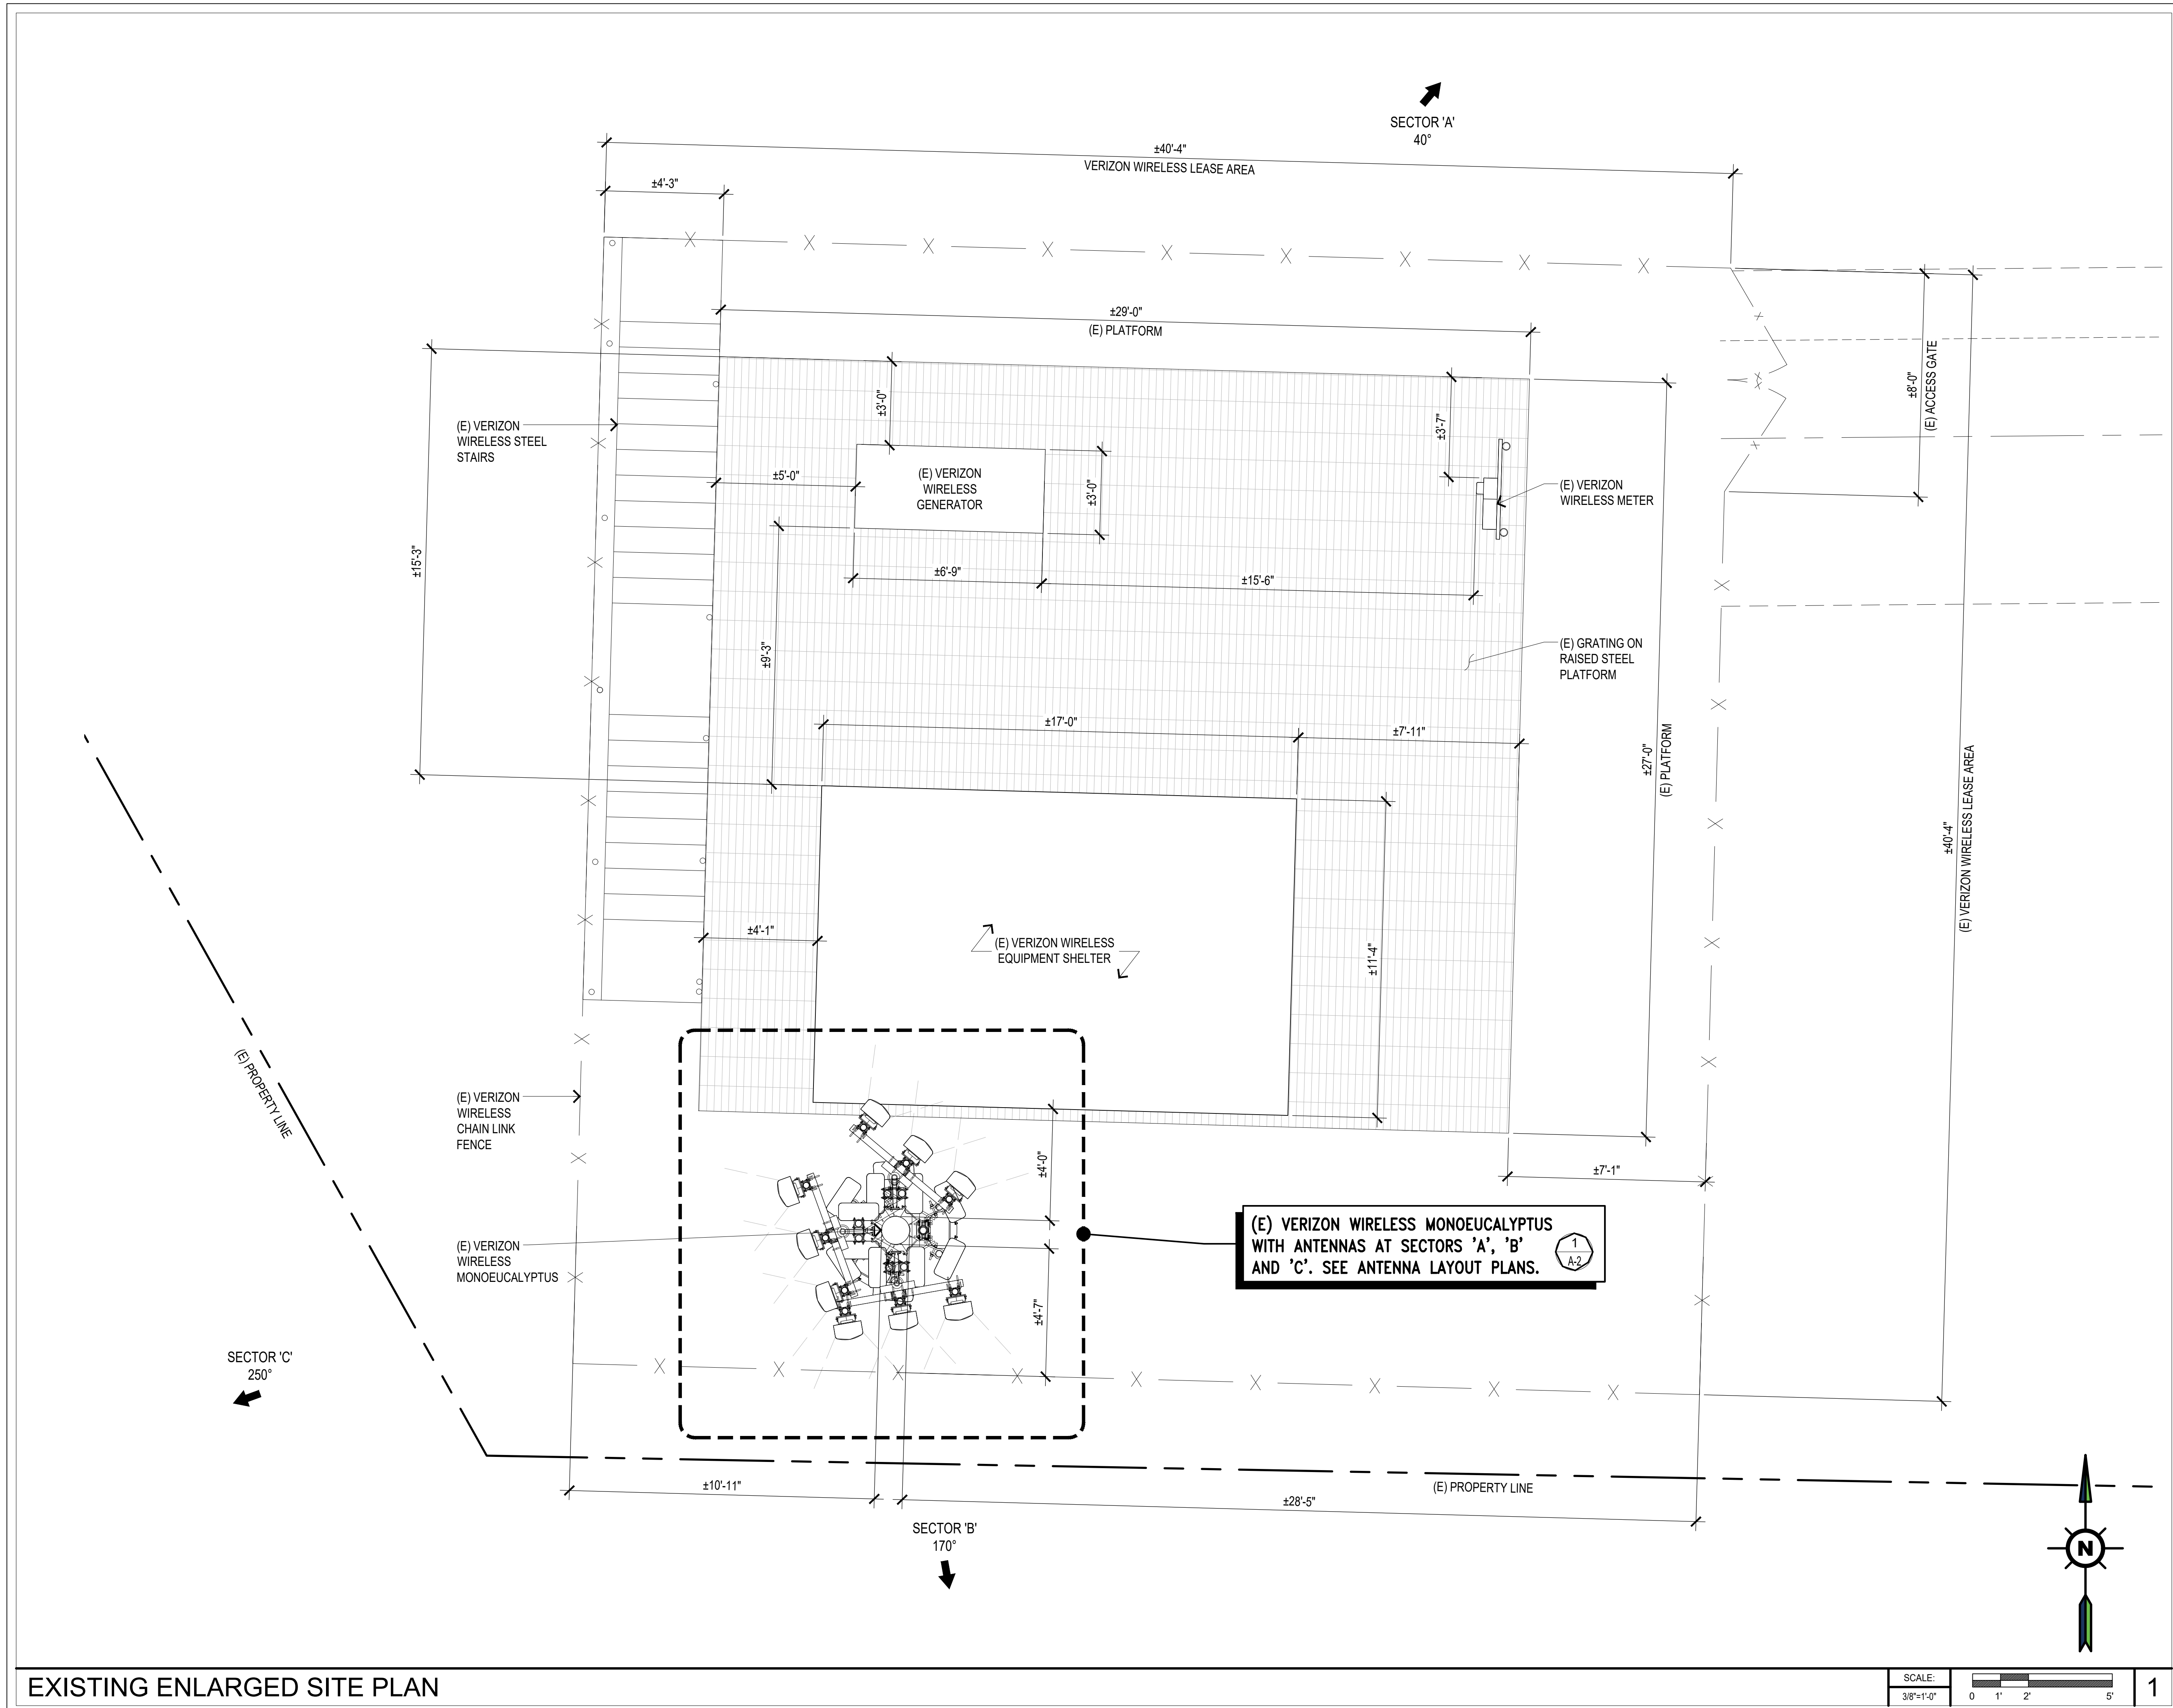 SECTOR 'A'
40°
±40'-4"
VERIZON WIRELESS LEASE AREA
±4'-3"
±29'-0"
(E) PLATFORM
±8'-0"
(E) ACCESS GATE
±3'-0"
±3'-7"
(E) VERIZON
WIRELESS STEEL
STAIRS
±5'-0"
(E) VERIZON
WIRELESS
GENERATOR
±3'-0"
(E) VERIZON
WIRELESS METER
±15'-3"
±6'-9"
±15'-6"
±9'-3"
(E) GRATING ON
RAISED STEEL
PLATFORM
±17'-0"
±7'-11"
±27'-0"
(E) PLATFORM
±40'-4"
(E) VERIZON WIRELESS LEASE AREA
±4'-1"
(E) VERIZON WIRELESS
EQUIPMENT SHELTER
±11'-4"
(E) PROPERTY LINE
(E) VERIZON
WIRELESS
CHAIN LINK
FENCE
±4'-0"
±7'-1"
(E) VERIZON
WIRELESS
MONOEUCALYPTUS
(E) VERIZON WIRELESS MONOEUCALYPTUS
WITH ANTENNAS AT SECTORS 'A', 'B'
AND 'C'. SEE ANTENNA LAYOUT PLANS.
1
A-2
±4'-7"
SECTOR 'C'
250°
±10'-11"
±28'-5"
(E) PROPERTY LINE
SECTOR 'B'
170°
N
EXISTING ENLARGED SITE PLAN
SCALE:
3/8"=1'-0"
0 1' 2' 5'
1